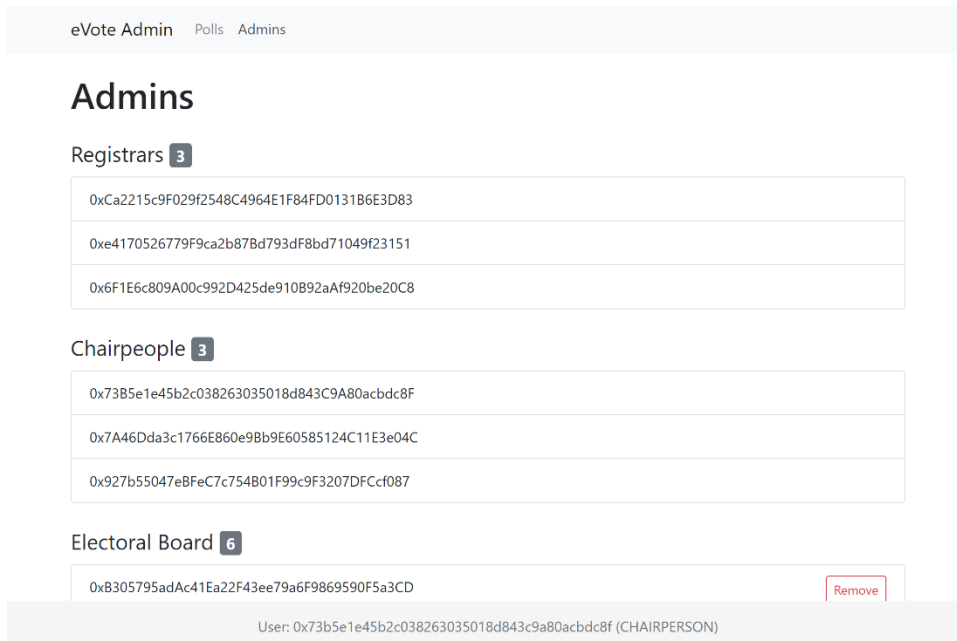 eVote Admin Polls Admins
Admins
Registrars 3
0xCa2215c9F029f2548C4964E1F84FD0131B6E3D83
0xe4170526779F9ca2b87Bd793dF8bd71049f23151
0x6F1E6c809A00c992D425de910B92aAf920be20C8
Chairpeople 3
0x73B5e1e45b2c038263035018d843C9A80acbdc8F
0x7A46Dda3c1766E860e9Bb9E60585124C11E3e04C
0x927b55047eBFeC7c754B01F99c9F3207DFCcf087
Electoral Board 6
0xB305795adAc41Ea22F43ee79a6F9869590F5a3CD Remove
User: 0x73b5e1e45b2c038263035018d843c9a80acbdc8f (CHAIRPERSON)